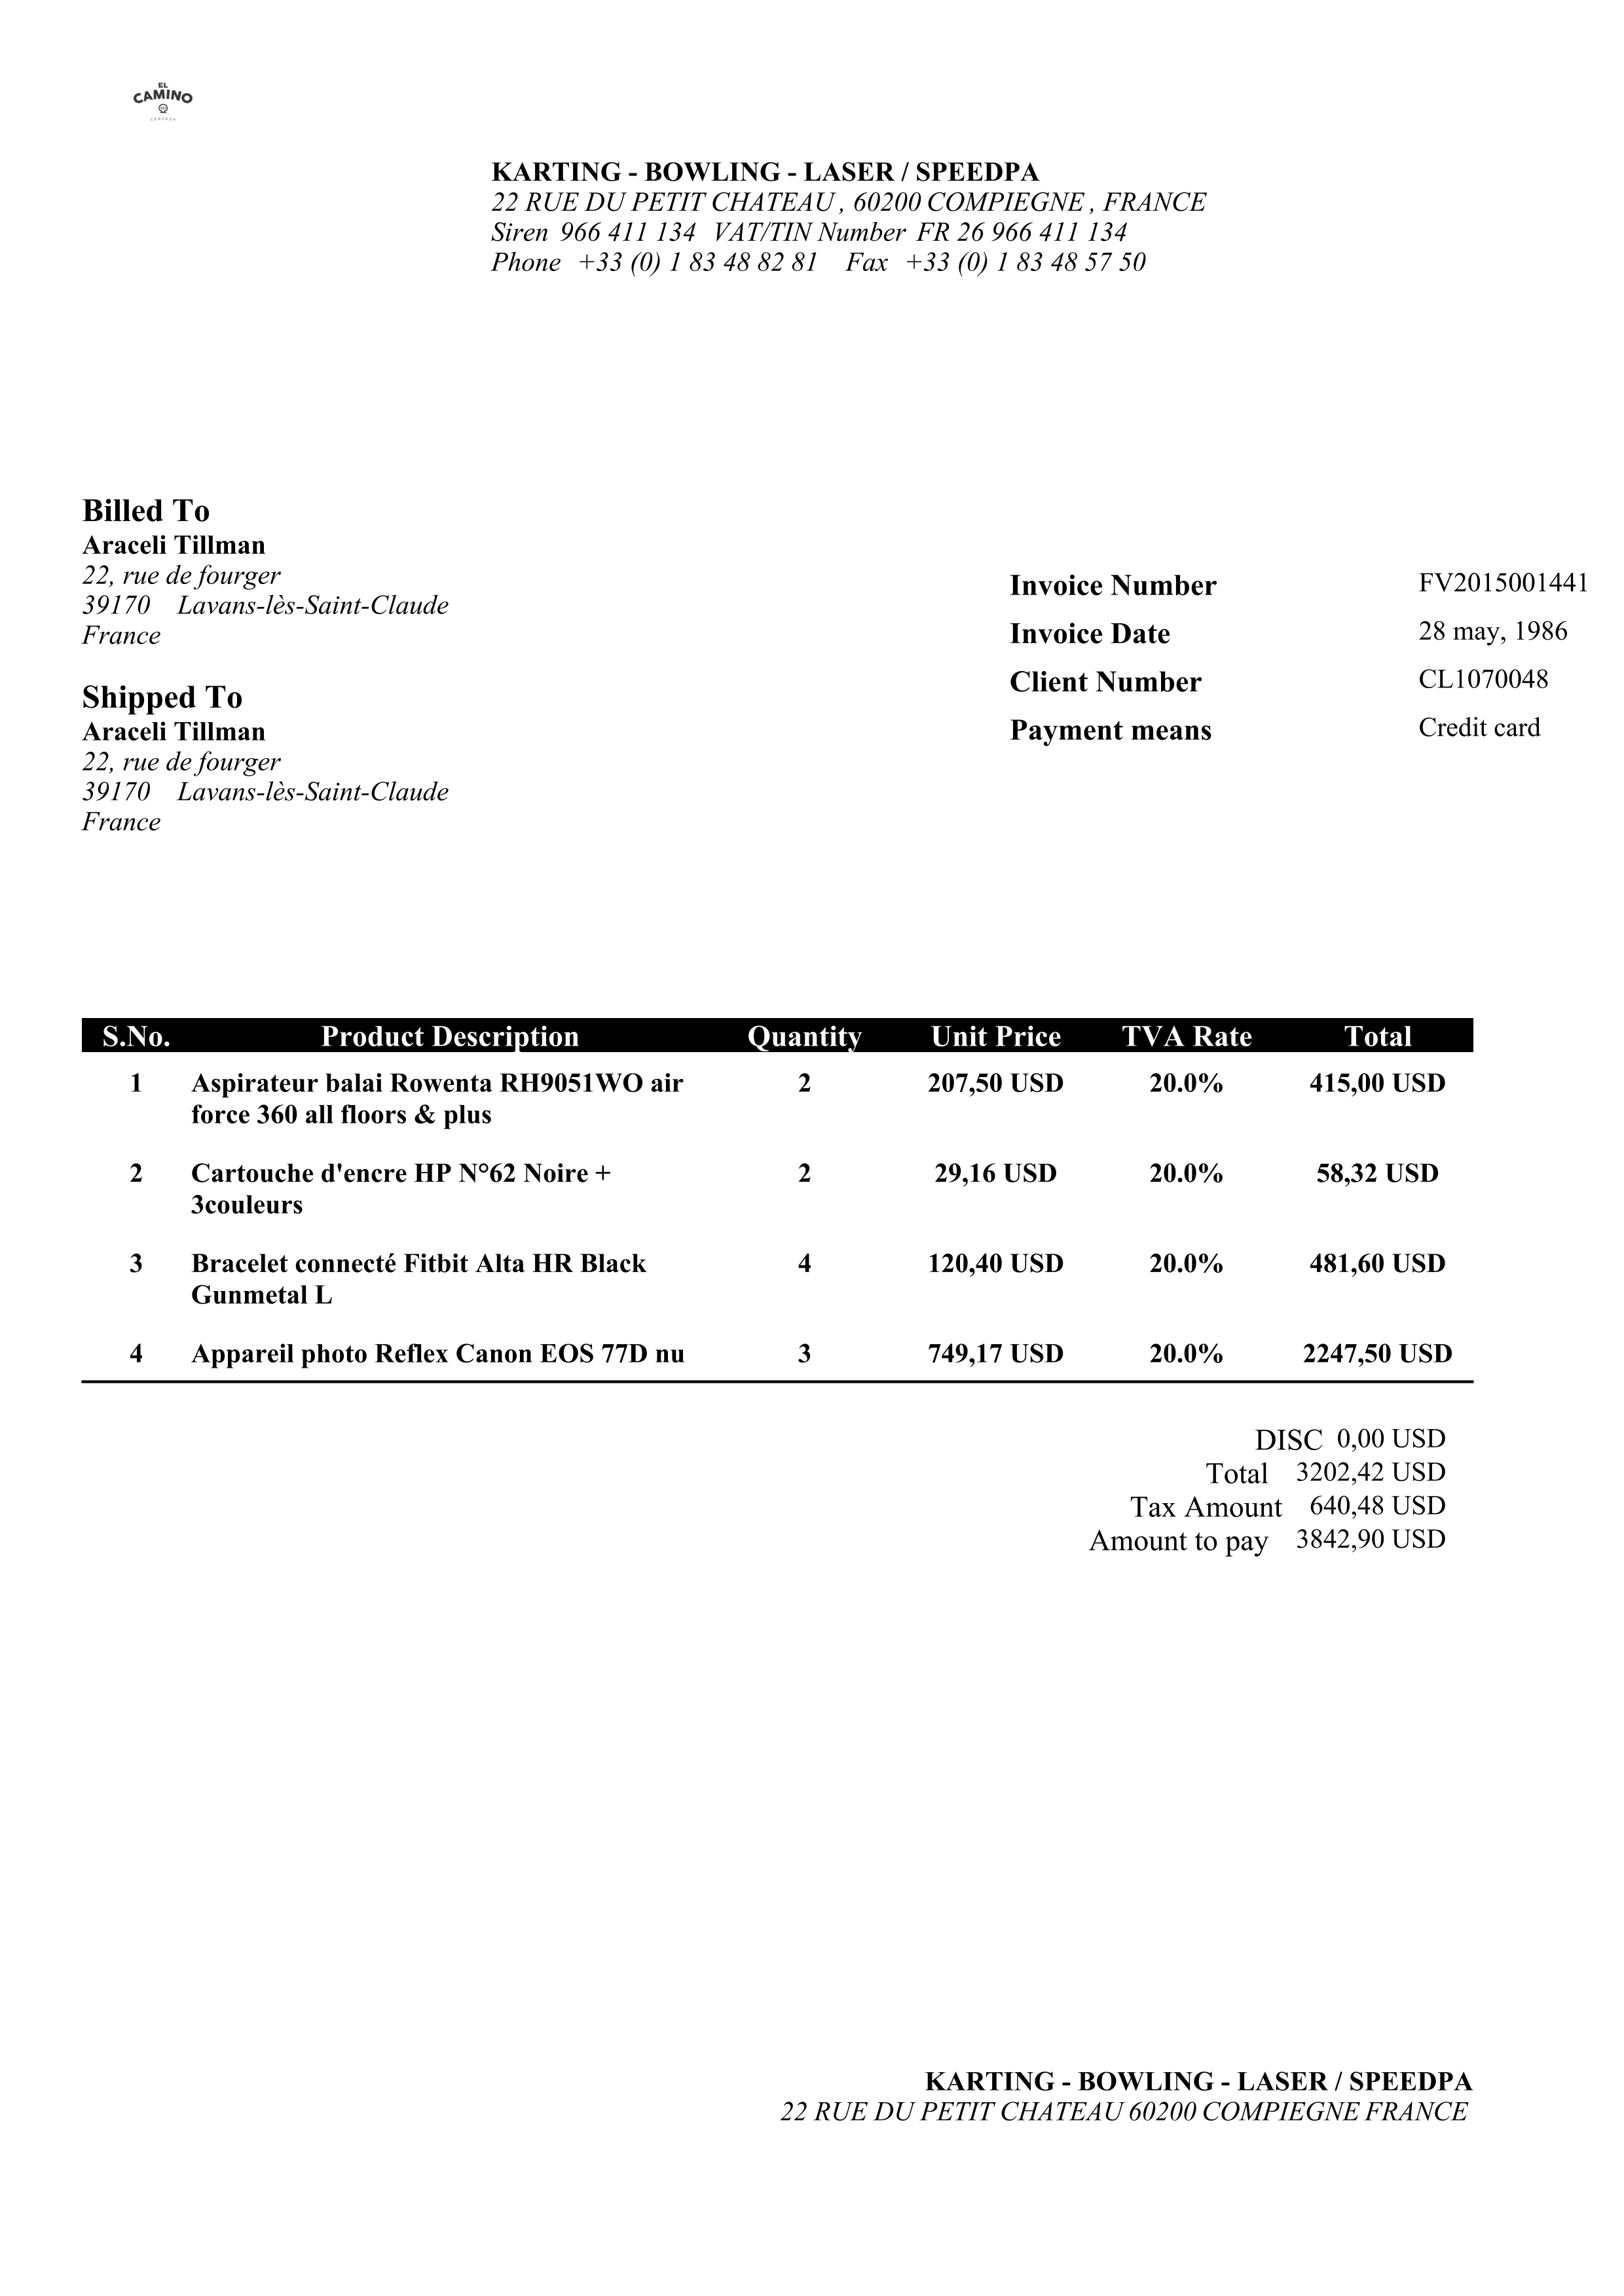 EL
CAMINO
CERVEZA
KARTING - BOWLING - LASER / SPEEDPA
22 RUE DU PETIT CHATEAU , 60200 COMPIEGNE , FRANCE
Siren 966 411 134 VAT/TIN Number FR 26 966 411 134
Phone +33 (0) 1 83 48 82 81 Fax +33 (0) 1 83 48 57 50
Billed To
Araceli Tillman
22, rue de fourger
39170 Lavans-lès-Saint-Claude
France
Shipped To
Araceli Tillman
22, rue de fourger
39170 Lavans-lès-Saint-Claude
France
Invoice Number FV2015001441
Invoice Date 28 may, 1986
Client Number CL1070048
Payment means Credit card
S.No. Product Description Quantity Unit Price TVA Rate Total
1 Aspirateur balai Rowenta RH9051WO air 2 207,50 USD 20.0% 415,00 USD
force 360 all floors & plus
2 Cartouche d'encre HP N°62 Noire + 2 29,16 USD 20.0% 58,32 USD
3couleurs
3 Bracelet connecté Fitbit Alta HR Black 4 120,40 USD 20.0% 481,60 USD
Gunmetal L
4 Appareil photo Reflex Canon EOS 77D nu 3 749,17 USD 20.0% 2247,50 USD
DISC 0,00 USD
Total 3202,42 USD
Tax Amount 640,48 USD
Amount to pay 3842,90 USD
KARTING - BOWLING - LASER / SPEEDPA
22 RUE DU PETIT CHATEAU 60200 COMPIEGNE FRANCE